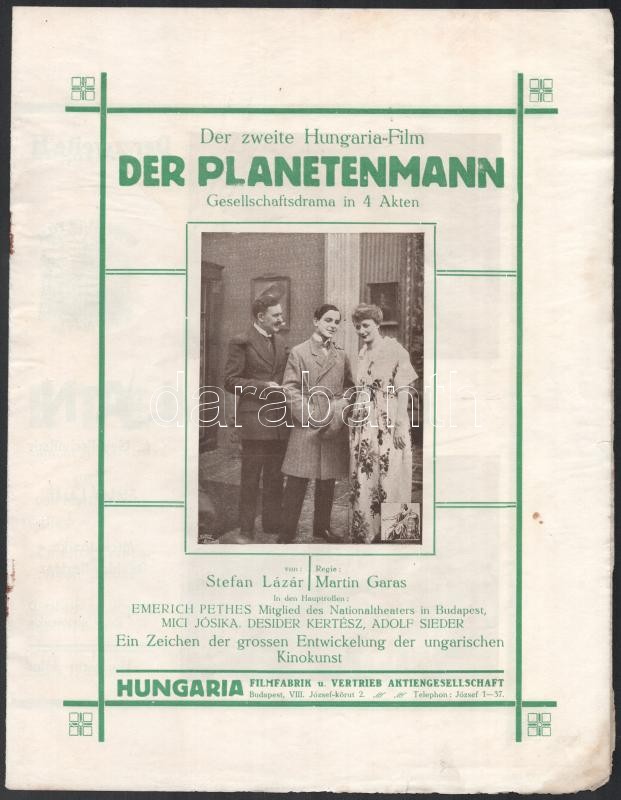 Der zweite Hungaria-Film
DER PLANETENMANN
Gesellschaftsdrama in 4 Akten
darabanth
von: Regie:
Stefan Lázár Martin Garas
In den Hauptrollen:
EMERICH PETHES Mitglied des Nationaltheaters in Budapest,
MICI JÓSIKA. DESIDER KERTÉSZ, ADOLF SIEDER
Ein Zeichen der grossen Entwickelung der ungarischen
Kinokunst
HUNGARIA FILMFABRIK u. VERTRIEB AKTIENGESELLSCHAFT
Budapest, VIII. József-körut 2. Telephon: József 1—37.